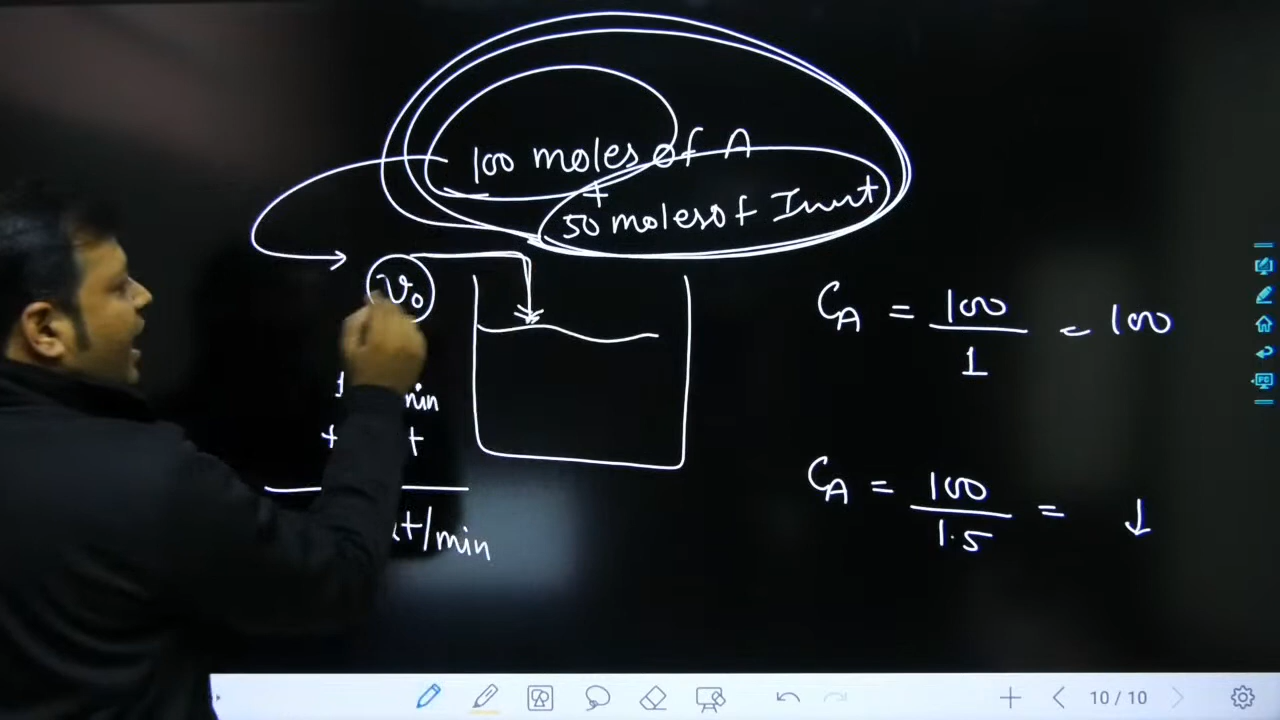 100 moles of A
+
50 moles of Inert
v₀
min
+ t
t/min
C_A = 100/1 = 100
C_A = 100/1.5 = ↓
10 / 10
PC